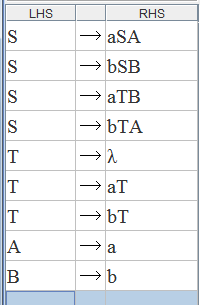 LHS RHS
S → aSA
S → bSB
S → aTB
S → bTA
T → λ
T → aT
T → bT
A → a
B → b